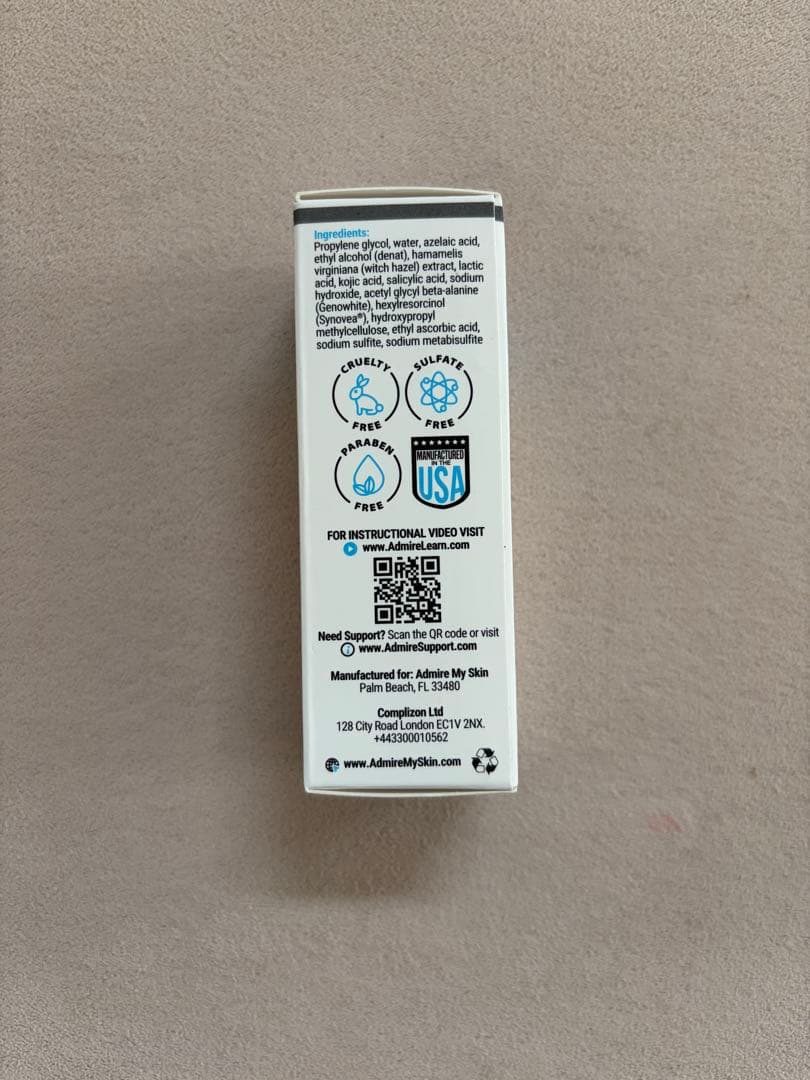 Ingredients:
Propylene glycol, water, azelaic acid,
ethyl alcohol (denat), hamamelis
virginiana (witch hazel) extract, lactic
acid, kojic acid, salicylic acid, sodium
hydroxide, acetyl glycyl beta-alanine
(Genowhite), hexylresorcinol
(Synovea®), hydroxypropyl
methylcellulose, ethyl ascorbic acid,
sodium sulfite, sodium metabisulfite
CRUELTY
FREE
SULFATE
FREE
PARABEN
FREE
MANUFACTURED
IN THE
USA
FOR INSTRUCTIONAL VIDEO VISIT
www.AdmireLearn.com
Need Support? Scan the QR code or visit
www.AdmireSupport.com
Manufactured for: Admire My Skin
Palm Beach, FL 33480
Complizon Ltd
128 City Road London EC1V 2NX.
+443300010562
www.AdmireMySkin.com